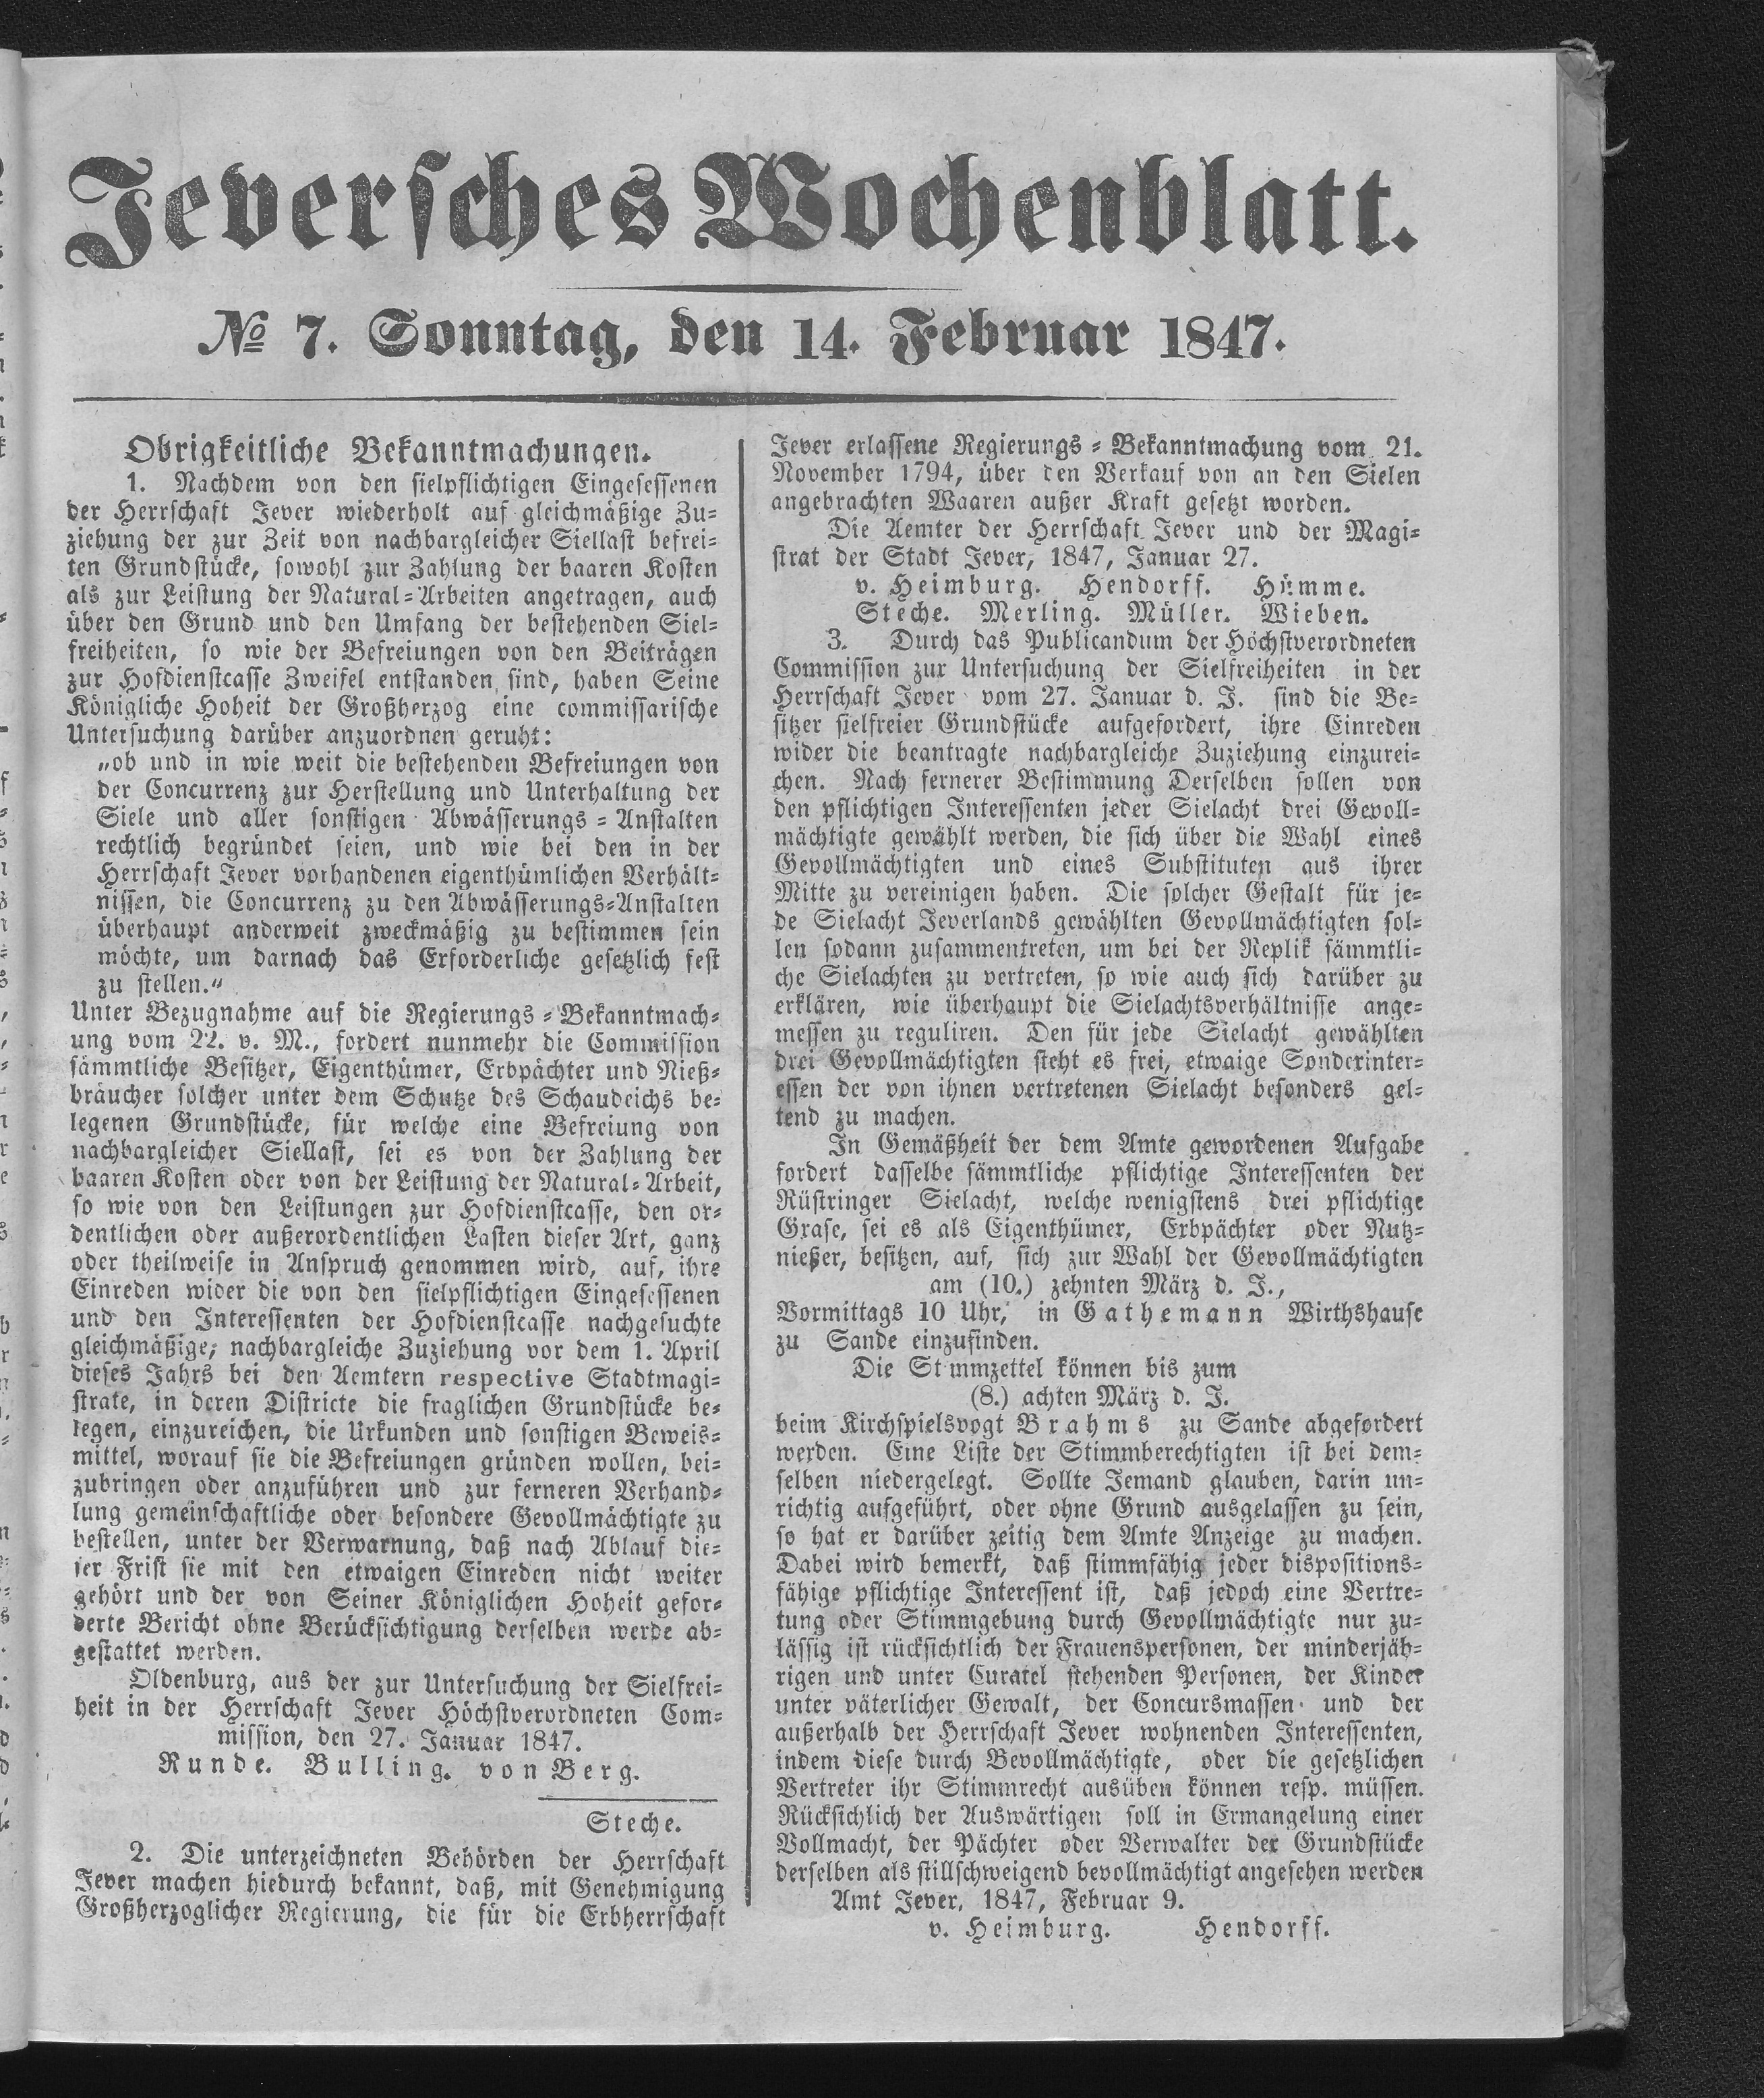 Jeversches Wochenblatt.
No 7. Sonntag, den 14. Februar 1847.
Obrigkeitliche Bekanntmachungen.
1. Nachdem von den sielpflichtigen Eingesessenen
der Herrschaft Jever wiederholt auf gleichmäßige Zu-
ziehung der zur Zeit von nachbargleicher Siellast befrei-
ten Grundstücke, sowohl zur Zahlung der baaren Kosten
als zur Leistung der Natural-Arbeiten angetragen, auch
über den Grund und den Umfang der bestehenden Siel-
freiheiten, so wie der Befreiungen von den Beiträgen
zur Hofdienstcasse Zweifel entstanden sind, haben Seine
Königliche Hoheit der Großherzog eine commissarische
Untersuchung darüber anzuordnen geruht:
„ob und in wie weit die bestehenden Befreiungen von
der Concurrenz zur Herstellung und Unterhaltung der
Siele und aller sonstigen Abwässerungs-Anstalten
rechtlich begründet seien, und wie bei den in der
Herrschaft Jever vorhandenen eigenthümlichen Verhält-
nissen, die Concurrenz zu den Abwässerungs-Anstalten
überhaupt anderweit zweckmäßig zu bestimmen sein
möchte, um darnach das Erforderliche gesetzlich fest
zu stellen.“
Unter Bezugnahme auf die Regierungs-Bekanntmach-
ung vom 22. v. M., fordert nunmehr die Commission
sämmtliche Besitzer, Eigenthümer, Erbpächter und Nieß-
bräucher solcher unter dem Schutze des Schaudeichs be-
legenen Grundstücke, für welche eine Befreiung von
nachbargleicher Siellast, sei es von der Zahlung der
baaren Kosten oder von der Leistung der Natural-Arbeit,
so wie von den Leistungen zur Hofdienstcasse, den or-
dentlichen oder außerordentlichen Lasten dieser Art, ganz
oder theilweise in Anspruch genommen wird, auf, ihre
Einreden wider die von den sielpflichtigen Eingesessenen
und den Interessenten der Hofdienstcasse nachgesuchte
gleichmäßige, nachbargleiche Zuziehung vor dem 1. April
dieses Jahrs bei den Aemtern respective Stadtmagi-
strate, in deren Districte die fraglichen Grundstücke be-
legen, einzureichen, die Urkunden und sonstigen Beweis-
mittel, worauf sie die Befreiungen gründen wollen, bei-
zubringen oder anzuführen und zur ferneren Verhand-
lung gemeinschaftliche oder besondere Gevollmächtigte zu
bestellen, unter der Verwarnung, daß nach Ablauf die-
ser Frist sie mit den etwaigen Einreden nicht weiter
gehört und der von Seiner Königlichen Hoheit gefor-
derte Bericht ohne Berücksichtigung derselben werde ab-
gestattet werden.
Oldenburg, aus der zur Untersuchung der Sielfrei-
heit in der Herrschaft Jever Höchstverordneten Com-
mission, den 27. Januar 1847.
Runde. Bulling. von Berg.
Steche.
2. Die unterzeichneten Behörden der Herrschaft
Jever machen hiedurch bekannt, daß, mit Genehmigung
Großherzoglicher Regierung, die für die Erbherrschaft
Jever erlassene Regierungs-Bekanntmachung vom 21.
November 1794, über den Verkauf von an den Sielen
angebrachten Waaren außer Kraft gesetzt worden.
Die Aemter der Herrschaft Jever und der Magi-
strat der Stadt Jever, 1847, Januar 27.
v. Heimburg. Hendorff. Hümme.
Steche. Merling. Müller. Wieben.
3. Durch das Publicandum der Höchstverordneten
Commission zur Untersuchung der Sielfreiheiten in der
Herrschaft Jever vom 27. Januar d. J. sind die Be-
sitzer sielfreier Grundstücke aufgefordert, ihre Einreden
wider die beantragte nachbargleiche Zuziehung einzurei-
chen. Nach fernerer Bestimmung Derselben sollen von
den pflichtigen Interessenten jeder Sielacht drei Gevoll-
mächtigte gewählt werden, die sich über die Wahl eines
Gevollmächtigten und eines Substituten aus ihrer
Mitte zu vereinigen haben. Die solcher Gestalt für je-
de Sielacht Jeverlands gewählten Gevollmächtigten sol-
len sodann zusammentreten, um bei der Replik sämmtli-
che Sielachten zu vertreten, so wie auch sich darüber zu
erklären, wie überhaupt die Sielachtsverhältnisse ange-
messen zu reguliren. Den für jede Sielacht gewählten
drei Gevollmächtigten steht es frei, etwaige Sonderinter-
essen der von ihnen vertretenen Sielacht besonders gel-
tend zu machen.
In Gemäßheit der dem Amte gewordenen Aufgabe
fordert dasselbe sämmtliche pflichtige Interessenten der
Rüstringer Sielacht, welche wenigstens drei pflichtige
Grase, sei es als Eigenthümer, Erbpächter oder Nutz-
nießer, besitzen, auf, sich zur Wahl der Gevollmächtigten
am (10.) zehnten März d. J.,
Vormittags 10 Uhr, in Gathemann Wirthshause
zu Sande einzufinden.
Die Stimmzettel können bis zum
(8.) achten März d. J.
beim Kirchspielsvogt Brahms zu Sande abgefordert
werden. Eine Liste der Stimmberechtigten ist bei dem-
selben niedergelegt. Sollte Jemand glauben, darin un-
richtig aufgeführt, oder ohne Grund ausgelassen zu sein,
so hat er darüber zeitig dem Amte Anzeige zu machen.
Dabei wird bemerkt, daß stimmfähig jeder dispositions-
fähige pflichtige Interessent ist, daß jedoch eine Vertre-
tung oder Stimmgebung durch Gevollmächtigte nur zu-
lässig ist rücksichtlich der Frauenspersonen, der minderjäh-
rigen und unter Curatel stehenden Personen, der Kinder
unter väterlicher Gewalt, der Concursmassen und der
außerhalb der Herrschaft Jever wohnenden Interessenten,
indem diese durch Bevollmächtigte, oder die gesetzlichen
Vertreter ihr Stimmrecht ausüben können resp. müssen.
Rücksichlich der Auswärtigen soll in Ermangelung einer
Vollmacht, der Pächter oder Verwalter der Grundstücke
derselben als stillschweigend bevollmächtigt angesehen werden
Amt Jever, 1847, Februar 9.
v. Heimburg. Hendorff.